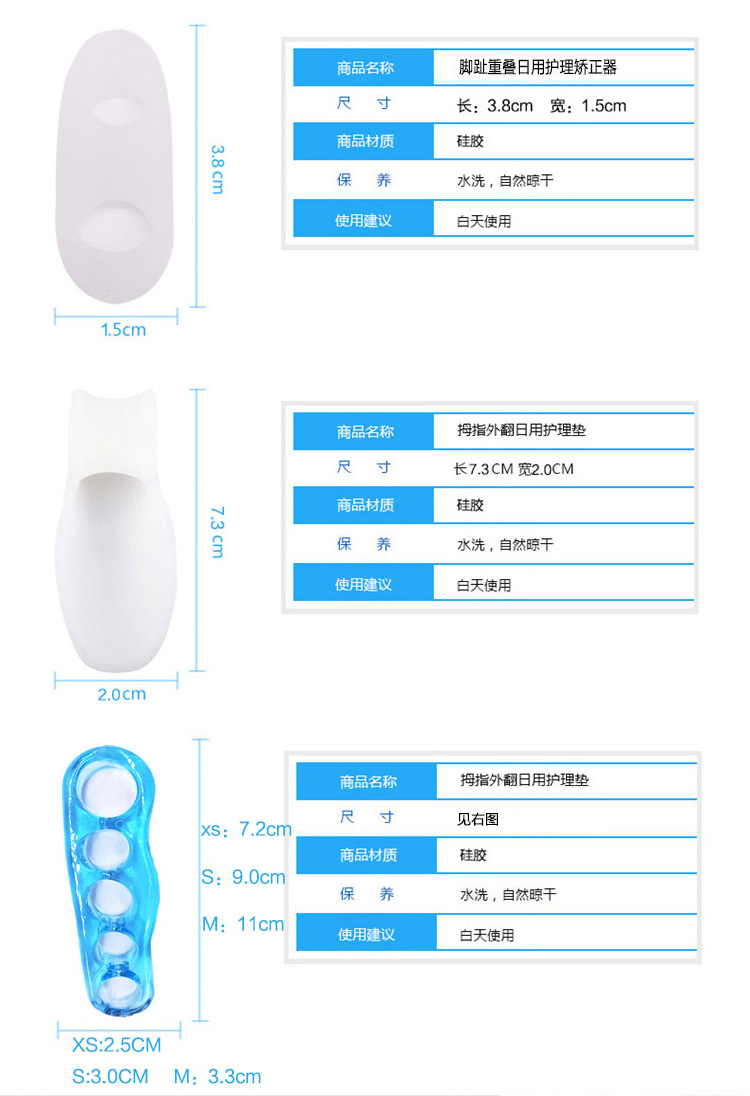 商品名称 脚趾重叠日用护理矫正器
尺 寸 长：3.8cm 宽：1.5cm
商品材质 硅胶
保 养 水洗，自然晾干
使用建议 白天使用
3.8cm
1.5cm
商品名称 拇指外翻日用护理垫
尺 寸 长7.3CM 宽2.0CM
商品材质 硅胶
保 养 水洗，自然晾干
使用建议 白天使用
7.3cm
2.0cm
商品名称 拇指外翻日用护理垫
尺 寸 见右图
商品材质 硅胶
保 养 水洗，自然晾干
使用建议 白天使用
xs：7.2cm
S：9.0cm
M：11cm
XS:2.5CM
S:3.0CM M：3.3cm